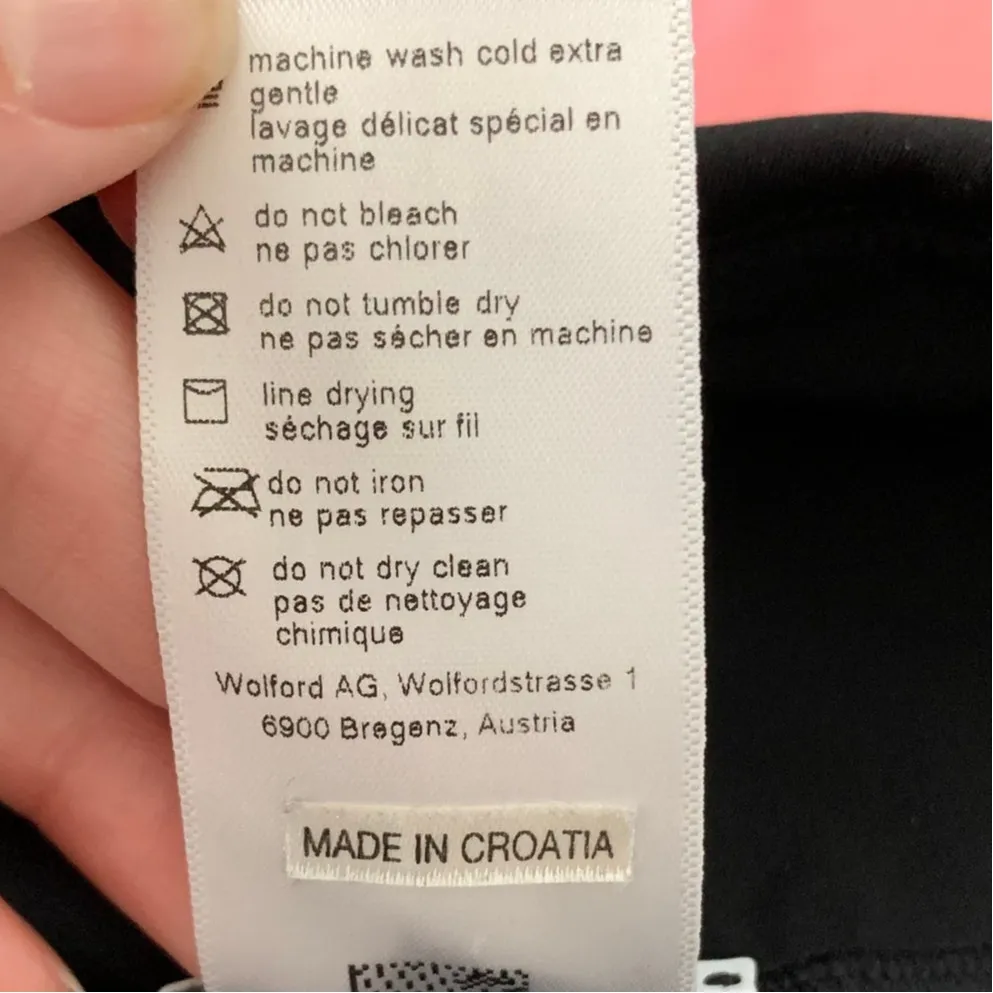 machine wash cold extra
gentle
lavage délicat spécial en
machine
do not bleach
ne pas chlorer
do not tumble dry
ne pas sécher en machine
line drying
séchage sur fil
do not iron
ne pas repasser
do not dry clean
pas de nettoyage
chimique
Wolford AG, Wolfordstrasse 1
6900 Bregenz, Austria
MADE IN CROATIA